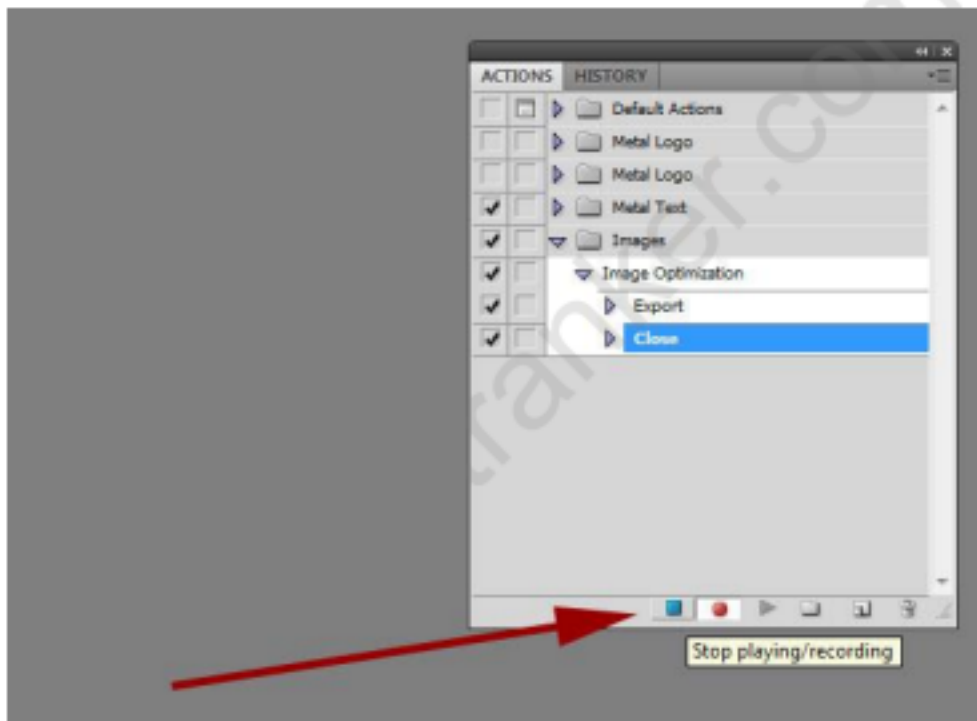 ACTIONS HISTORY
Default Actions
Metal Logo
Metal Logo
Metal Text
Images
Image Optimization
Export
Close
Stop playing/recording